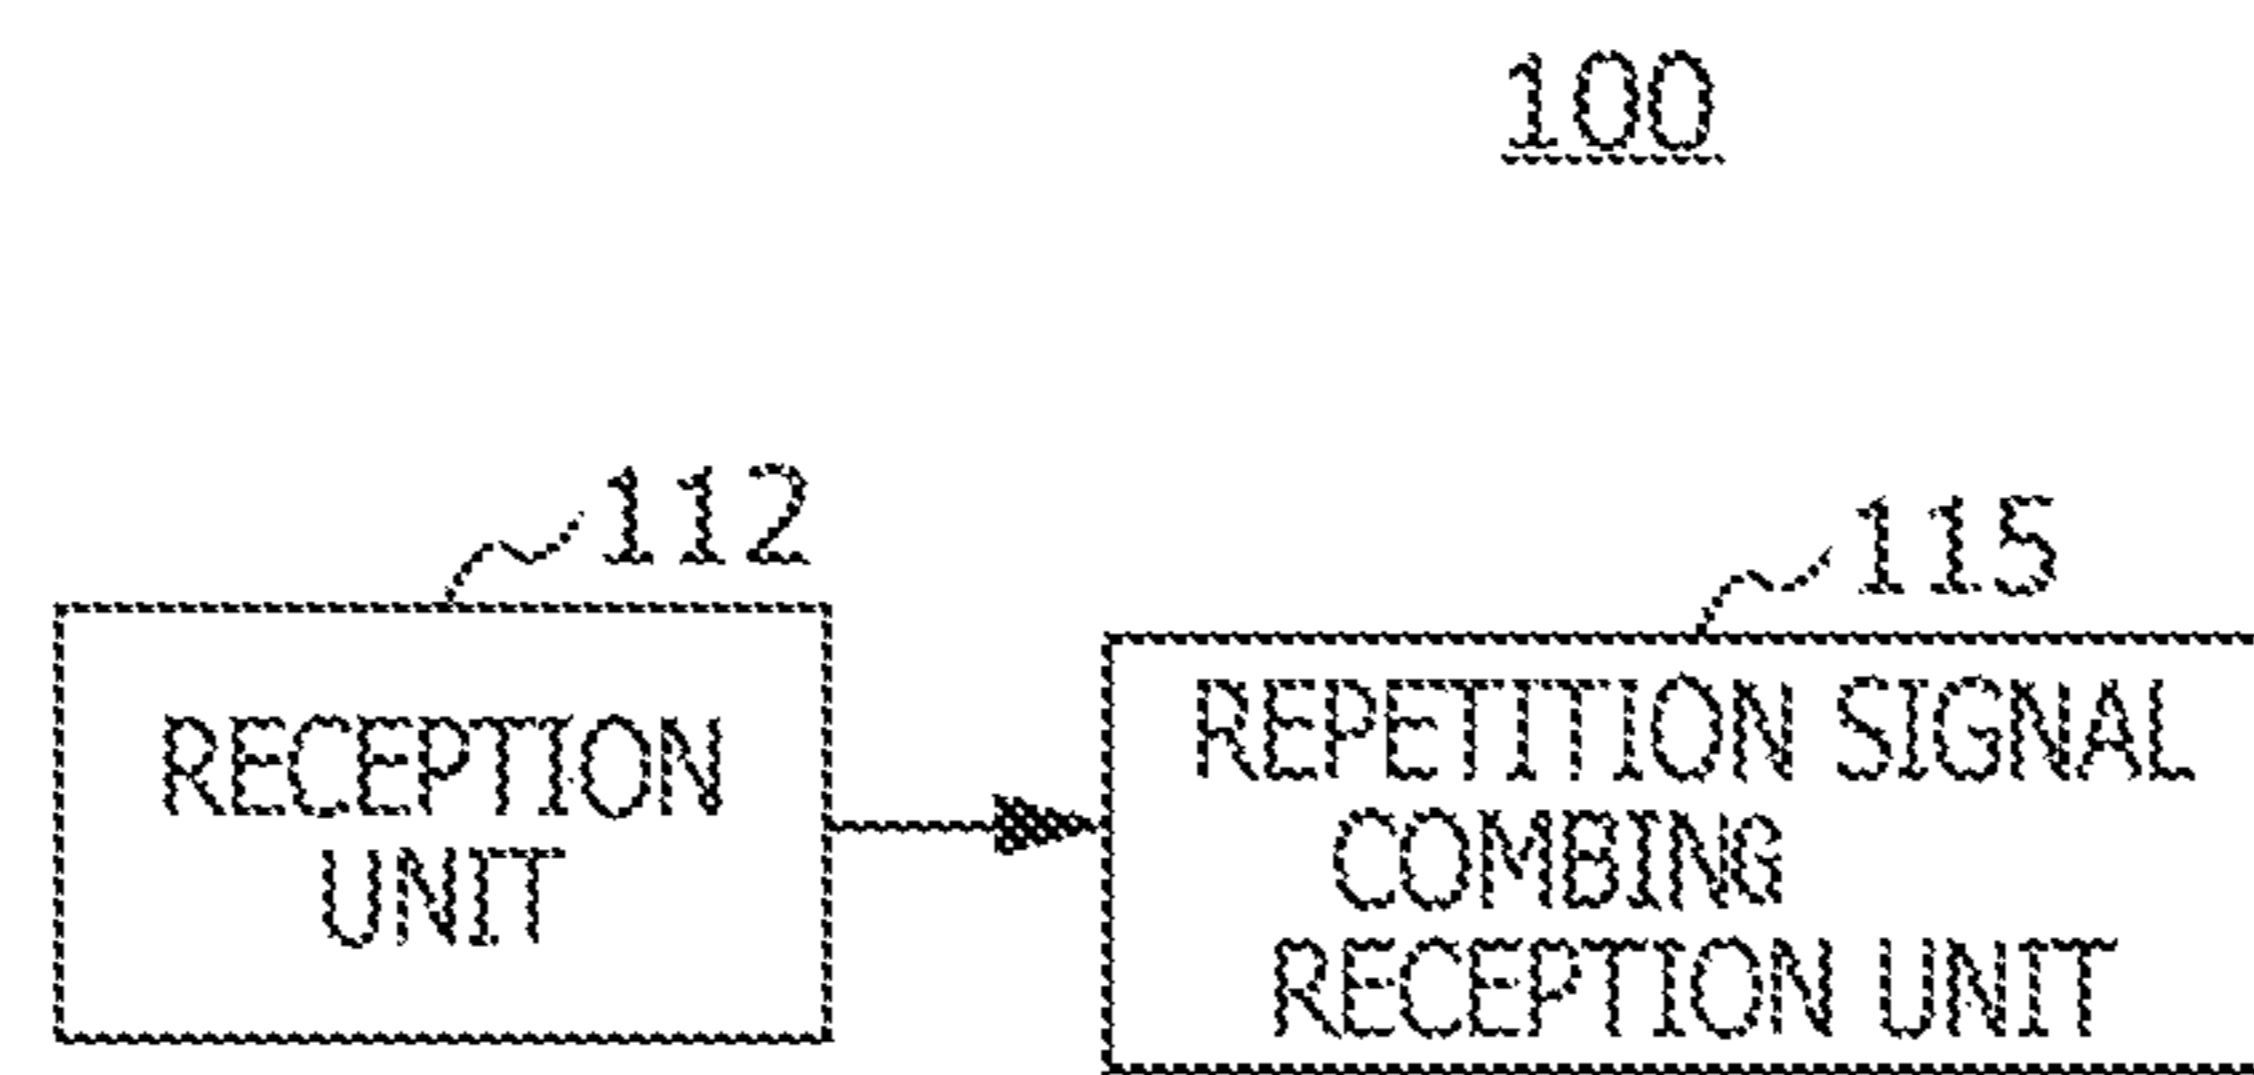 100
112
RECEPTION
UNIT
115
REPETITION SIGNAL
COMBING
RECEPTION UNIT